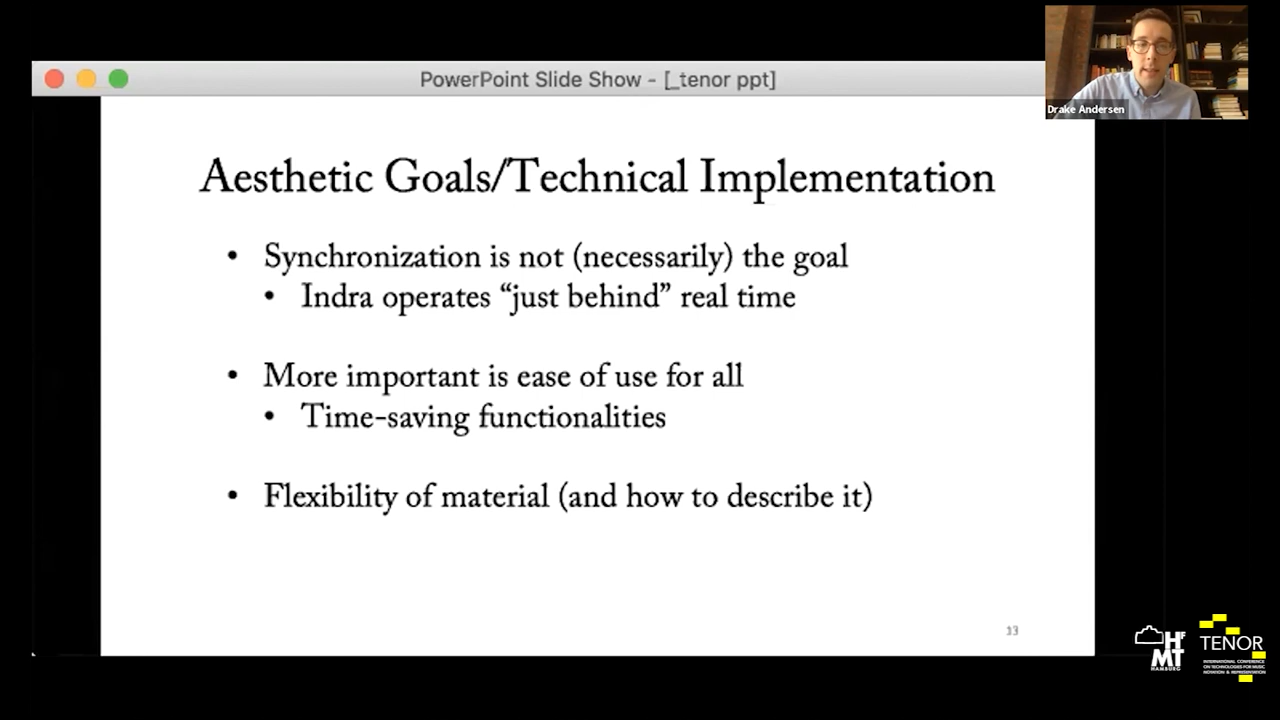 PowerPoint Slide Show - [_tenor ppt]
Drake Andersen
Aesthetic Goals/Technical Implementation
• Synchronization is not (necessarily) the goal
• Indra operates “just behind” real time
• More important is ease of use for all
• Time-saving functionalities
• Flexibility of material (and how to describe it)
13
HfMT
HAMBURG
TENOR
INTERNATIONAL CONFERENCE
ON TECHNOLOGIES FOR MUSIC
NOTATION & REPRESENTATION